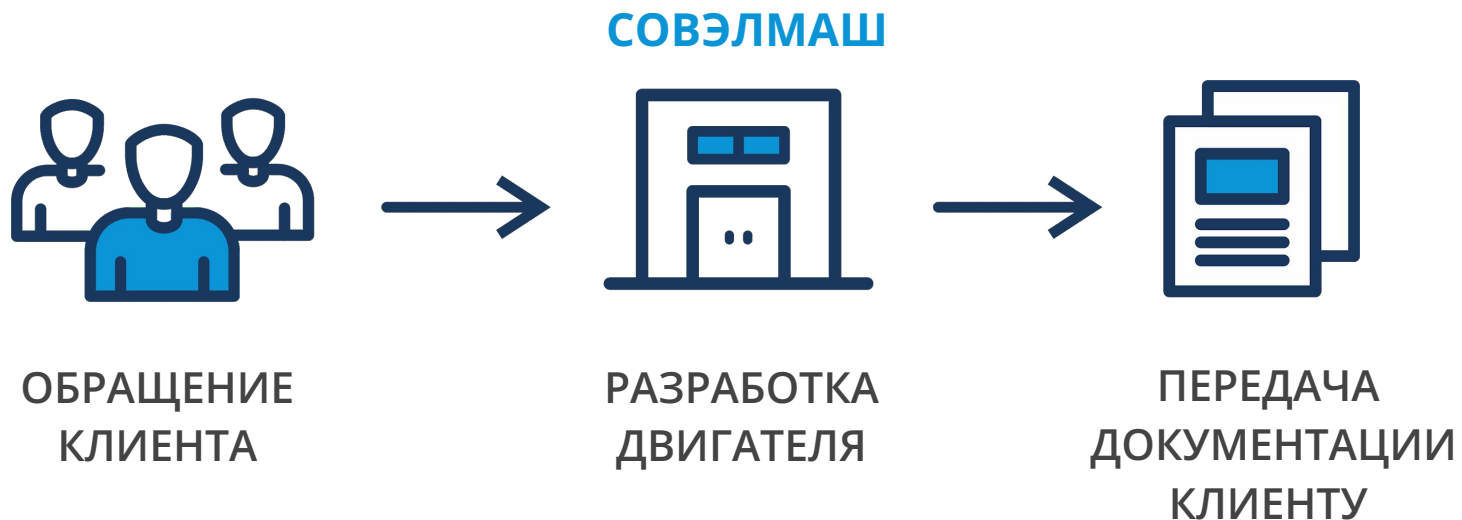 СОВЭЛМАШ
ОБРАЩЕНИЕ
КЛИЕНТА
РАЗРАБОТКА
ДВИГАТЕЛЯ
ПЕРЕДАЧА
ДОКУМЕНТАЦИИ
КЛИЕНТУ